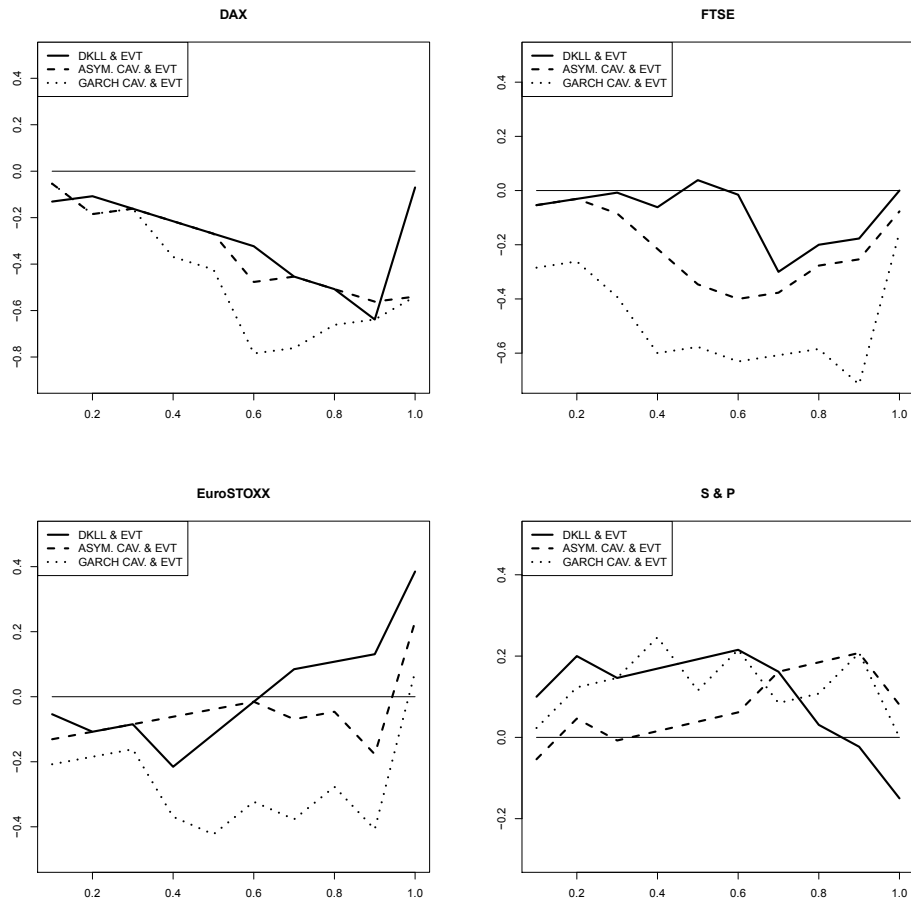 DAX
DKLL & EVT
ASYM. CAV. & EVT
GARCH CAV. & EVT
0.4
0.2
0.0
−0.2
−0.4
−0.6
−0.8
0.2 0.4 0.6 0.8 1.0
FTSE
DKLL & EVT
ASYM. CAV. & EVT
GARCH CAV. & EVT
0.4
0.2
0.0
−0.2
−0.4
−0.6
0.2 0.4 0.6 0.8 1.0
EuroSTOXX
DKLL & EVT
ASYM. CAV. & EVT
GARCH CAV. & EVT
0.4
0.2
0.0
−0.2
−0.4
0.2 0.4 0.6 0.8 1.0
S & P
DKLL & EVT
ASYM. CAV. & EVT
GARCH CAV. & EVT
0.4
0.2
0.0
−0.2
0.2 0.4 0.6 0.8 1.0